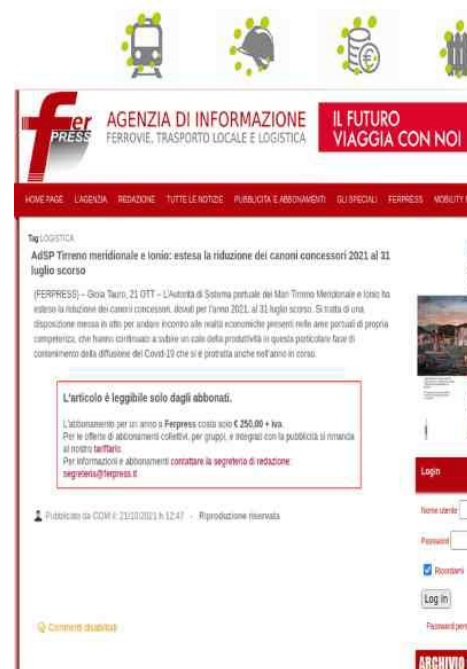 fer
PRESS
AGENZIA DI INFORMAZIONE
FERROVIE, TRASPORTO LOCALE E LOGISTICA
IL FUTURO
VIAGGIA CON NOI
HOME PAGE L'AGENZIA REDAZIONE TUTTE LE NOTIZIE PUBBLICITÀ E ABBONAMENTI GLI SPECIALI FERPRESS MOBILITY
Tag LOGISTICA
AdSP Tirreno meridionale e Ionio: estesa la riduzione dei canoni concessori 2021 al 31
luglio scorso
(FERPRESS) – Gioia Tauro, 21 OTT – L'Autorità di Sistema portuale dei Mari Tirreno Meridionale e Ionio ha
esteso la riduzione dei canoni concessori, dovuti per l'anno 2021, al 31 luglio scorso. Si tratta di una
disposizione messa in atto per andare incontro alle realtà economiche presenti nelle aree portuali di propria
competenza, che hanno continuato a subire un calo della produttività in questa particolare fase di
contenimento della diffusione del Covid-19 che si è protratta anche nell'anno in corso.
L'articolo è leggibile solo dagli abbonati.
L'abbonamento per un anno a Ferpress costa solo € 250,00 + iva.
Per le offerte di abbonamenti collettivi, per gruppi, e integrati con la pubblicità si rimanda
al nostro tariffario.
Per informazioni e abbonamenti contattare la segreteria di redazione:
segreteria@ferpress.it
Pubblicato da COM il: 21/10/2021 h 12:47 - Riproduzione riservata
Commenti disabilitati
Login
Nome utente
Password
Ricordami
Log in
Password per
ARCHIVIO